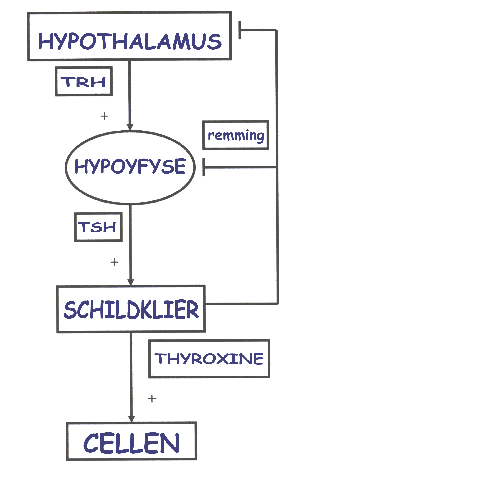 HYPOTHALAMUS
TRH
+
remming
HYPOYFYSE
TSH
+
SCHILDKLIER
THYROXINE
+
CELLEN